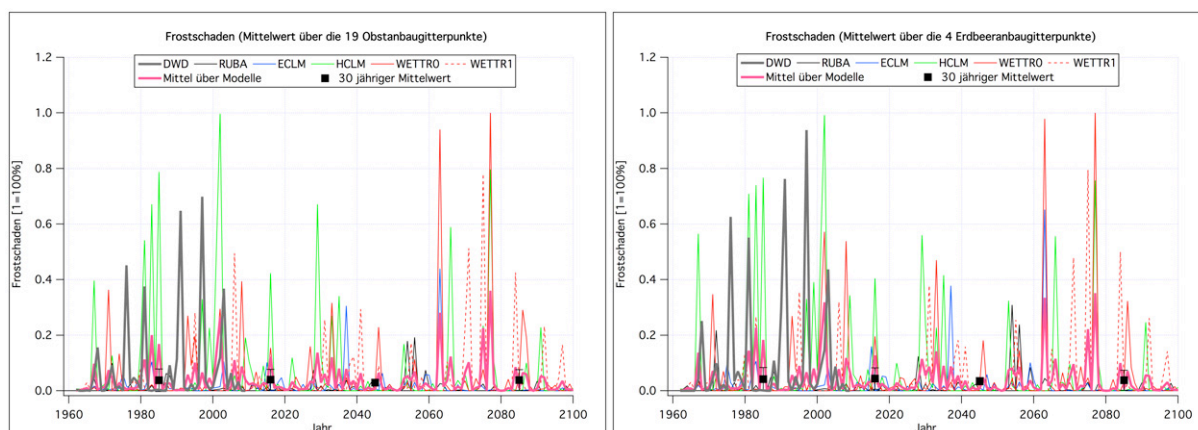 Frostschaden (Mittelwert über die 19 Obstanbaugitterpunkte)
1.2
DWD RUBA ECLM HCLM WETTR0 WETTR1
Mittel über Modelle 30 jähriger Mittelwert
1.0
0.8
0.6
0.4
0.2
0.0
Frostschaden [1=100%]
1960 1980 2000 2020 2040 2060 2080 2100
Jahr
Frostschaden (Mittelwert über die 4 Erdbeeranbaugitterpunkte)
1.2
DWD RUBA ECLM HCLM WETTR0 WETTR1
Mittel über Modelle 30 jähriger Mittelwert
1.0
0.8
0.6
0.4
0.2
0.0
Frostschaden [1=100%]
1960 1980 2000 2020 2040 2060 2080 2100
Jahr